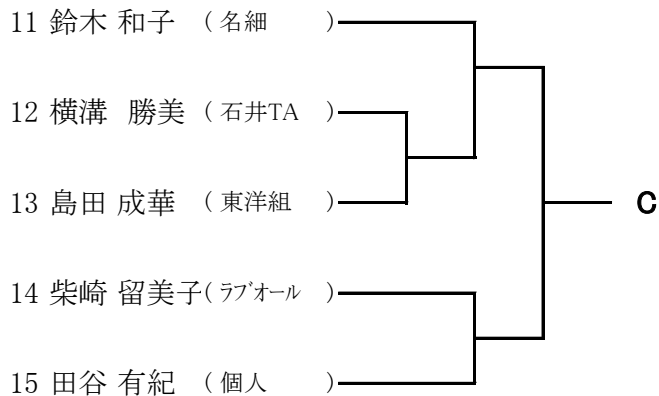 11 鈴木 和子 （名細）
12 横溝 勝美 （石井TA）
13 島田 成華 （東洋組）
C
14 柴崎 留美子(ラブオール)
15 田谷 有紀 （個人）